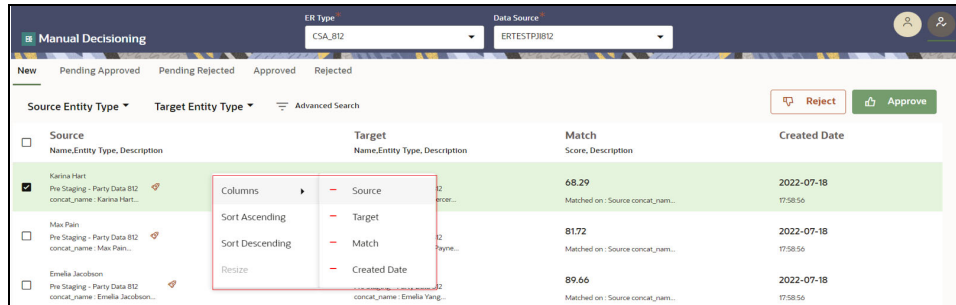 ER Type*
Data Source*
Manual Decisioning
CSA_812
ERTESTPJI812
New
Pending Approved
Pending Rejected
Approved
Rejected
Source Entity Type
Target Entity Type
Advanced Search
Reject
Approve
Source
Name,Entity Type, Description
Target
Name,Entity Type, Description
Match
Score, Description
Created Date
Karina Hart
Pre Staging - Party Data 812
concat_name : Karina Hart...
68.29
Matched on : Source concat_nam...
2022-07-18
17:58:56
Columns
Sort Ascending
Sort Descending
Resize
Source
Target
Match
Created Date
Max Pain
Pre Staging - Party Data 812
concat_name : Max Pain...
81.72
Matched on : Source concat_nam...
2022-07-18
17:58:56
Emelia Jacobson
Pre Staging - Party Data 812
concat_name : Emelia Jacobson...
concat_name : Emelia Yang...
89.66
Matched on : Source concat_nam...
2022-07-18
17:58:56